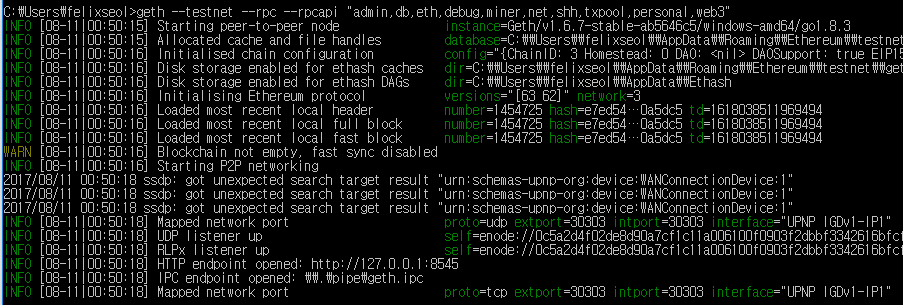 C:₩Users₩felixseol>geth --testnet --rpc --rpcapi "admin,db,eth,debug,miner,net,shh,txpool,personal,web3"
INFO [08-11|00:50:15] Starting peer-to-peer node instance=Geth/v1.6.7-stable-ab5646c5/windows-amd64/go1.8.3
INFO [08-11|00:50:15] Allocated cache and file handles database=C:₩₩Users₩₩felixseol₩₩AppData₩₩Roaming₩₩Ethereum₩₩testnet
INFO [08-11|00:50:16] Initialised chain configuration config="{ChainID: 3 Homestead: 0 DAO: <nil> DAOSupport: true EIP15
INFO [08-11|00:50:16] Disk storage enabled for ethash caches dir=C:₩₩Users₩₩felixseol₩₩AppData₩₩Roaming₩₩Ethereum₩₩testnet₩₩get
INFO [08-11|00:50:16] Disk storage enabled for ethash DAGs dir=C:₩₩Users₩₩felixseol₩₩AppData₩₩Ethash
INFO [08-11|00:50:16] Initialising Ethereum protocol versions="[63 62]" network=3
INFO [08-11|00:50:16] Loaded most recent local header number=1454725 hash=e7ed54…0a5dc5 td=1618038511969494
INFO [08-11|00:50:16] Loaded most recent local full block number=1454725 hash=e7ed54…0a5dc5 td=1618038511969494
INFO [08-11|00:50:16] Loaded most recent local fast block number=1454725 hash=e7ed54…0a5dc5 td=1618038511969494
WARN [08-11|00:50:16] Blockchain not empty, fast sync disabled
INFO [08-11|00:50:16] Starting P2P networking
2017/08/11 00:50:18 ssdp: got unexpected search target result "urn:schemas-upnp-org:device:WANConnectionDevice:1"
2017/08/11 00:50:18 ssdp: got unexpected search target result "urn:schemas-upnp-org:device:WANConnectionDevice:1"
2017/08/11 00:50:18 ssdp: got unexpected search target result "urn:schemas-upnp-org:device:WANConnectionDevice:1"
INFO [08-11|00:50:18] Mapped network port proto=udp extport=30303 intport=30303 interface="UPNP IGDv1-IP1"
INFO [08-11|00:50:18] UDP listener up self=enode://0c5a2d4f02de8d90a7cf1c11a006100f0903f2dbbf3342616bfcf
INFO [08-11|00:50:18] RLPx listener up self=enode://0c5a2d4f02de8d90a7cf1c11a006100f0903f2dbbf3342616bfcf
INFO [08-11|00:50:18] HTTP endpoint opened: http://127.0.0.1:8545
INFO [08-11|00:50:18] IPC endpoint opened: ₩₩.₩pipe₩geth.ipc
INFO [08-11|00:50:18] Mapped network port proto=tcp extport=30303 intport=30303 interface="UPNP IGDv1-IP1"